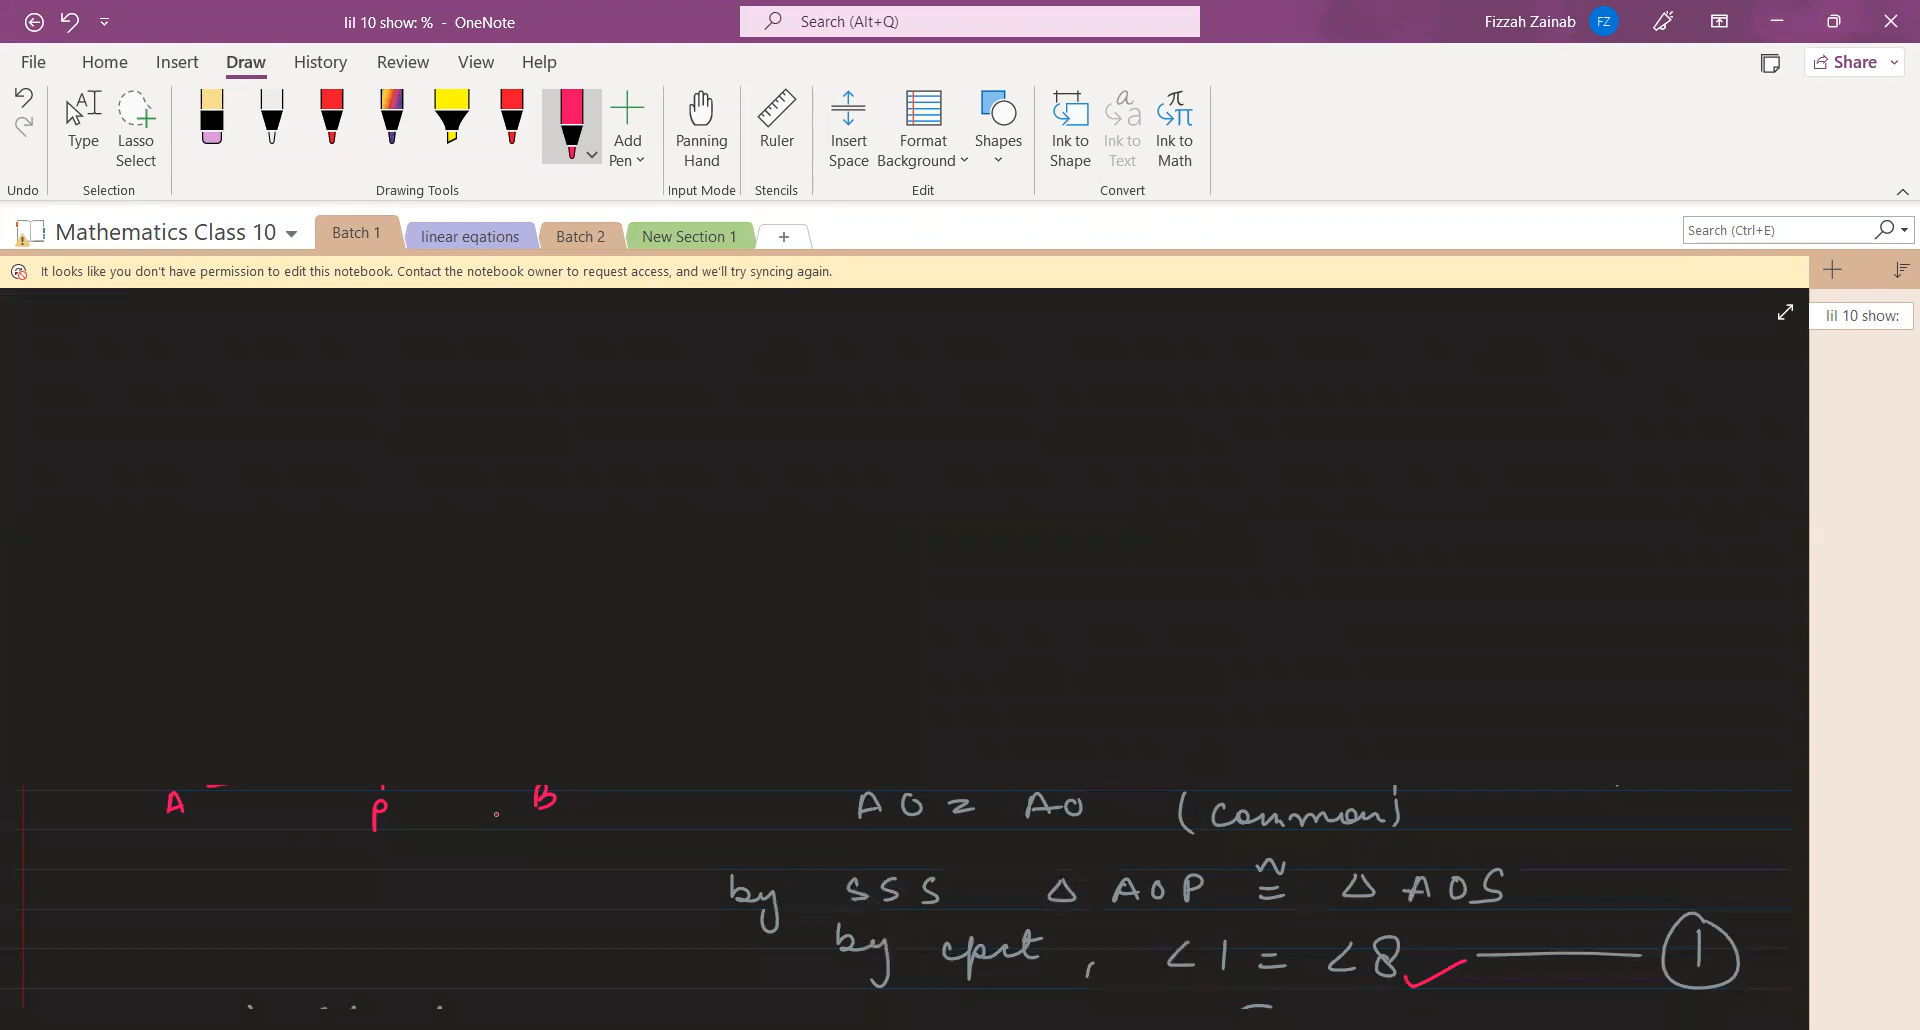 Iil 10 show: % - OneNote
Search (Alt+Q)
Fizzah Zainab FZ
File Home Insert Draw History Review View Help
Share
Type
Lasso Select
Add Pen
Panning Hand
Ruler
Insert Space
Format Background
Shapes
Ink to Shape
Ink to Text
Ink to Math
Undo Selection Drawing Tools Input Mode Stencils Edit Convert
Mathematics Class 10 Batch 1 linear eqations Batch 2 New Section 1 +
Search (Ctrl+E)
It looks like you don't have permission to edit this notebook. Contact the notebook owner to request access, and we'll try syncing again.
Iil 10 show:
A P B
AO = AO (common)
by SSS Δ AOP ≅ Δ AOS
by cpct, <1 = <8 ✓ —— ①